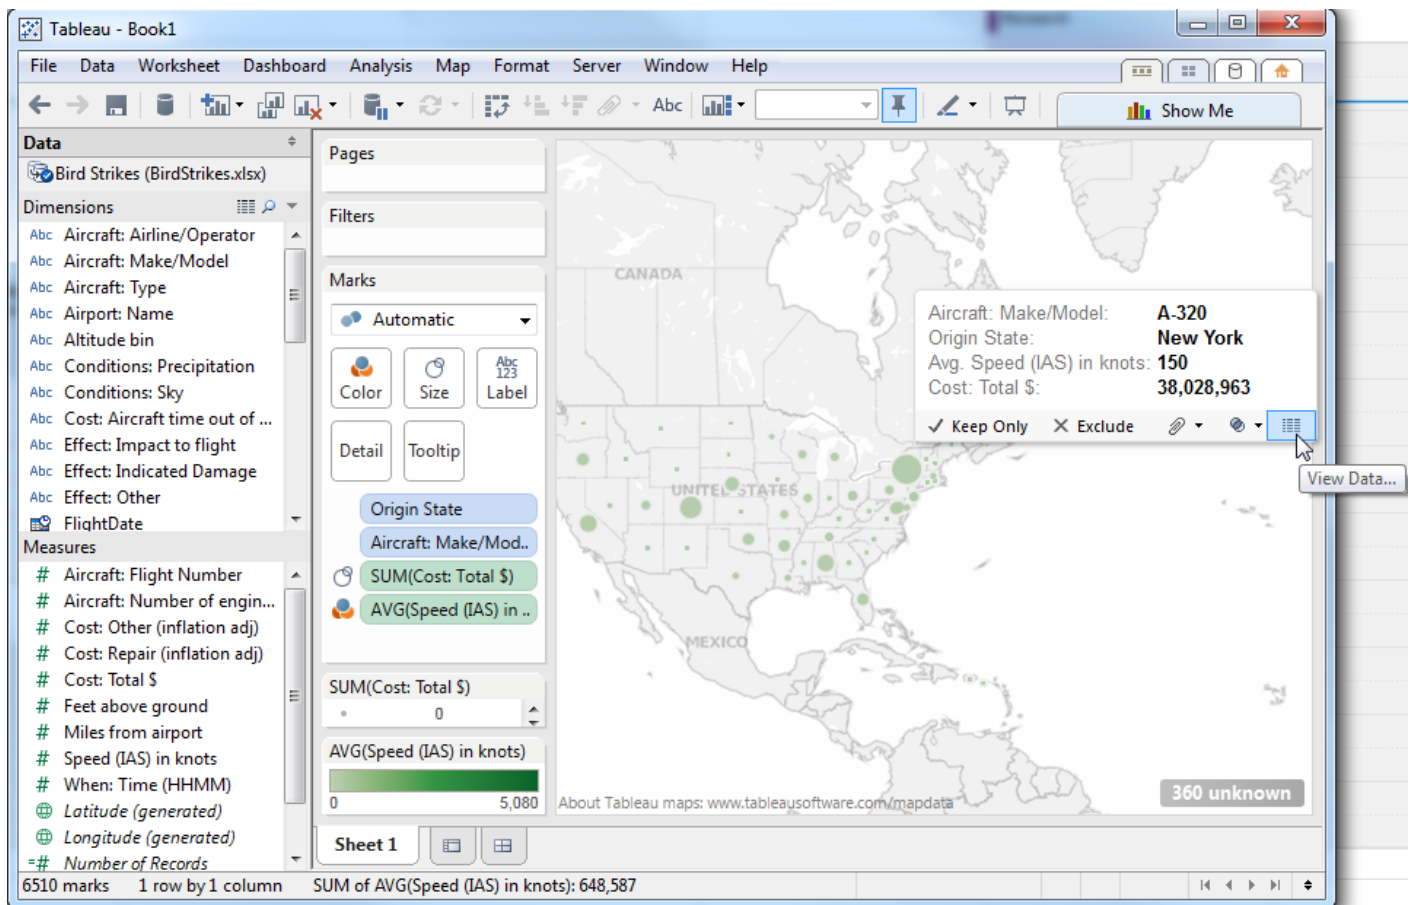 Tableau - Book1
File Data Worksheet Dashboard Analysis Map Format Server Window Help
Abc
Show Me
Data
Bird Strikes (BirdStrikes.xlsx)
Dimensions
Abc Aircraft: Airline/Operator
Abc Aircraft: Make/Model
Abc Aircraft: Type
Abc Airport: Name
Abc Altitude bin
Abc Conditions: Precipitation
Abc Conditions: Sky
Abc Cost: Aircraft time out of ...
Abc Effect: Impact to flight
Abc Effect: Indicated Damage
Abc Effect: Other
FlightDate
Measures
# Aircraft: Flight Number
# Aircraft: Number of engin...
# Cost: Other (inflation adj)
# Cost: Repair (inflation adj)
# Cost: Total $
# Feet above ground
# Miles from airport
# Speed (IAS) in knots
# When: Time (HHMM)
Latitude (generated)
Longitude (generated)
=# Number of Records
Pages
Filters
Marks
Automatic
Color
Size
Abc
123
Label
Detail
Tooltip
Origin State
Aircraft: Make/Mod..
SUM(Cost: Total $)
AVG(Speed (IAS) in ..
SUM(Cost: Total $)
0
AVG(Speed (IAS) in knots)
0 5,080
CANADA
UNITED STATES
MEXICO
Aircraft: Make/Model: A-320
Origin State: New York
Avg. Speed (IAS) in knots: 150
Cost: Total $: 38,028,963
Keep Only Exclude
View Data...
About Tableau maps: www.tableausoftware.com/mapdata
360 unknown
Sheet 1
6510 marks 1 row by 1 column SUM of AVG(Speed (IAS) in knots): 648,587